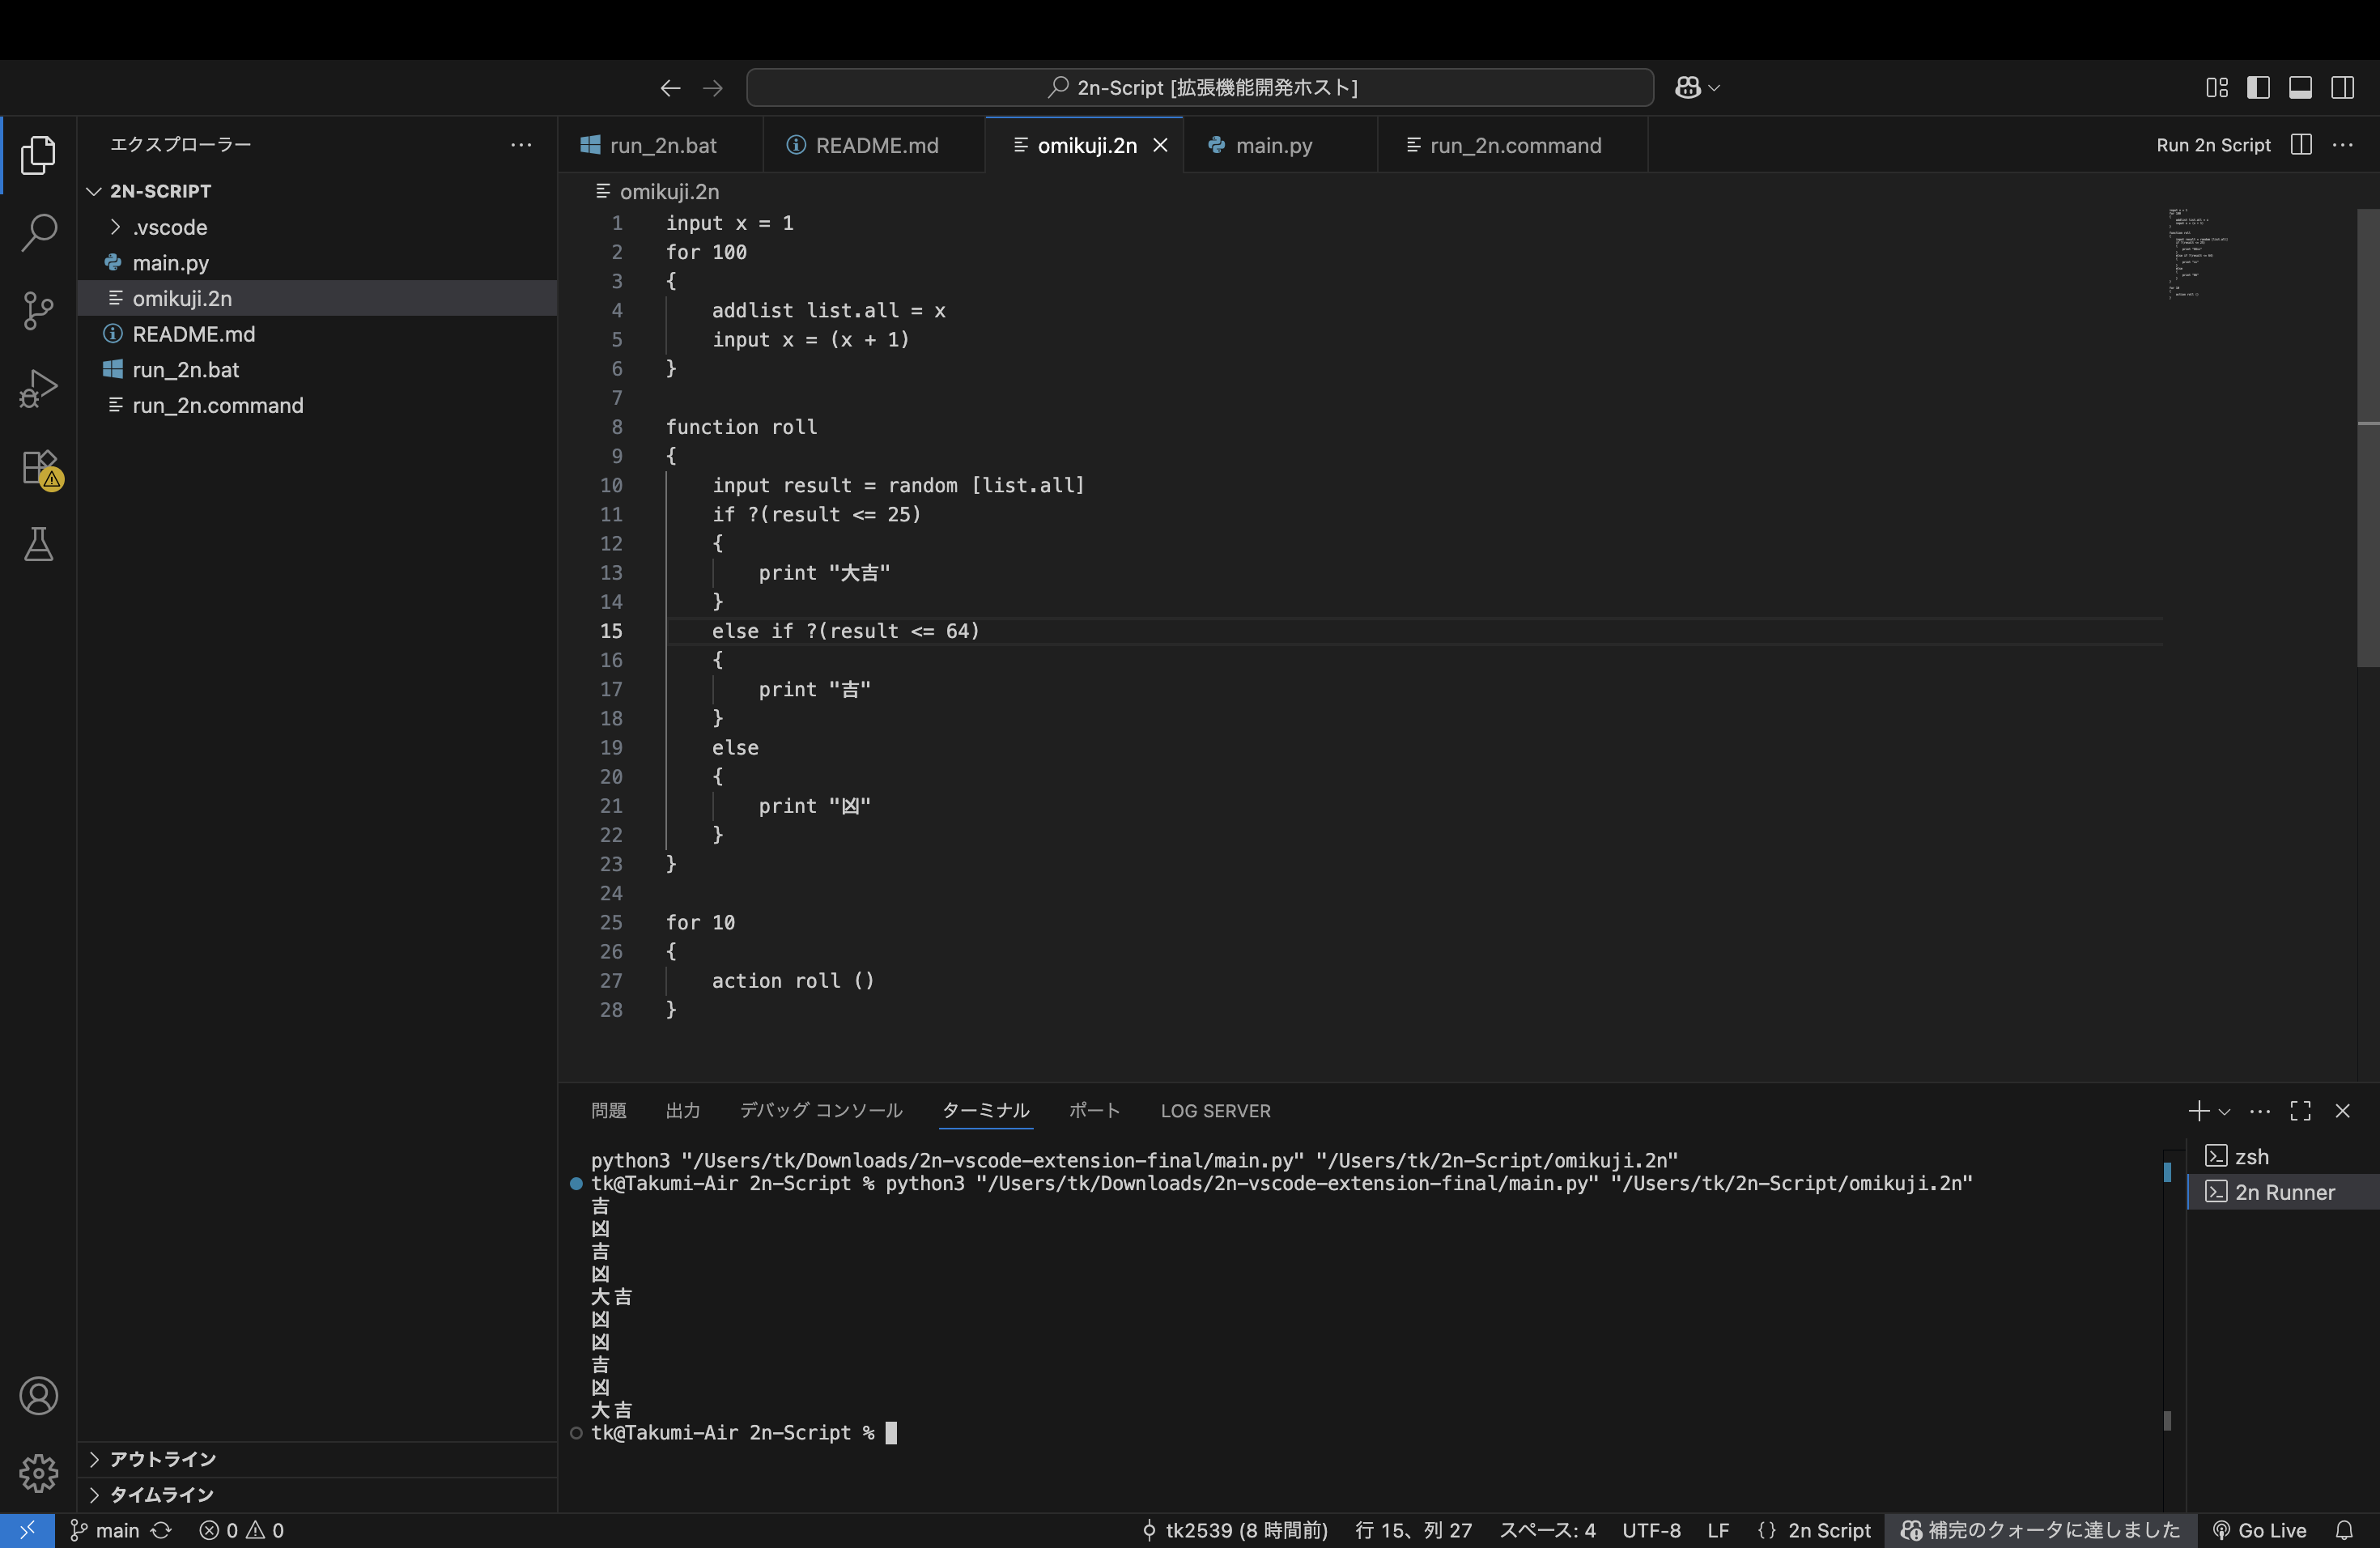 2n-Script [拡張機能開発ホスト]
エクスプローラー
2N-SCRIPT
.vscode
main.py
omikuji.2n
README.md
run_2n.bat
run_2n.command
アウトライン
タイムライン
run_2n.bat
README.md
omikuji.2n
main.py
run_2n.command
Run 2n Script
omikuji.2n
1 input x = 1
2 for 100
3 {
4 addlist list.all = x
5 input x = (x + 1)
6 }
7
8 function roll
9 {
10 input result = random [list.all]
11 if ?(result <= 25)
12 {
13 print "大吉"
14 }
15 else if ?(result <= 64)
16 {
17 print "吉"
18 }
19 else
20 {
21 print "凶"
22 }
23 }
24
25 for 10
26 {
27 action roll ()
28 }
問題 出力 デバッグ コンソール ターミナル ポート LOG SERVER
python3 "/Users/tk/Downloads/2n-vscode-extension-final/main.py" "/Users/tk/2n-Script/omikuji.2n"
tk@Takumi-Air 2n-Script % python3 "/Users/tk/Downloads/2n-vscode-extension-final/main.py" "/Users/tk/2n-Script/omikuji.2n"
吉
凶
吉
凶
大吉
凶
凶
吉
凶
大吉
tk@Takumi-Air 2n-Script %
zsh
2n Runner
main 0 0 tk2539 (8 時間前) 行 15、列 27 スペース: 4 UTF-8 LF {} 2n Script 補完のクォータに達しました Go Live